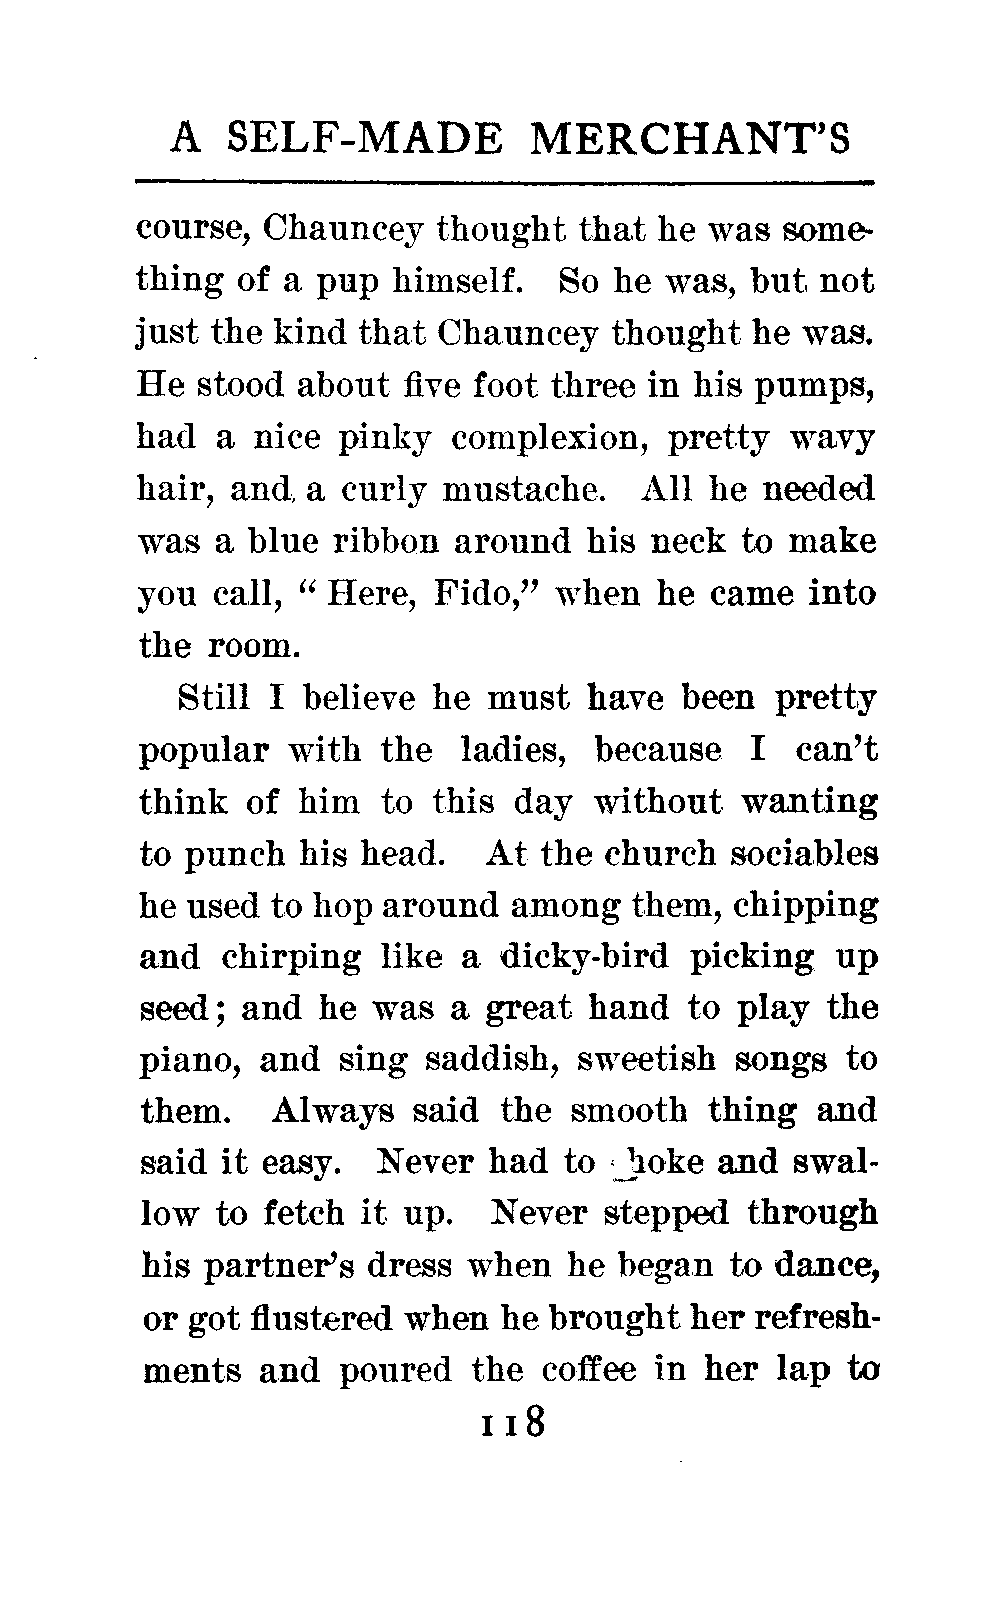 A SELF-MADE MERCHANT'S
course, Chauncey thought that he was some-
thing of a pup himself. So he was, but not
just the kind that Chauncey thought he was.
He stood about five foot three in his pumps,
had a nice pinky complexion, pretty wavy
hair, and a curly mustache. All he needed
was a blue ribbon around his neck to make
you call, "Here, Fido," when he came into
the room.
Still I believe he must have been pretty
popular with the ladies, because I can't
think of him to this day without wanting
to punch his head. At the church sociables
he used to hop around among them, chipping
and chirping like a dicky-bird picking up
seed; and he was a great hand to play the
piano, and sing saddish, sweetish songs to
them. Always said the smooth thing and
said it easy. Never had to and swal-
low to fetch it up. Never stepped through
his partner's dress when he began to dance,
or got flustered when he brought her refresh-
ments and poured the coffee in her lap to
118